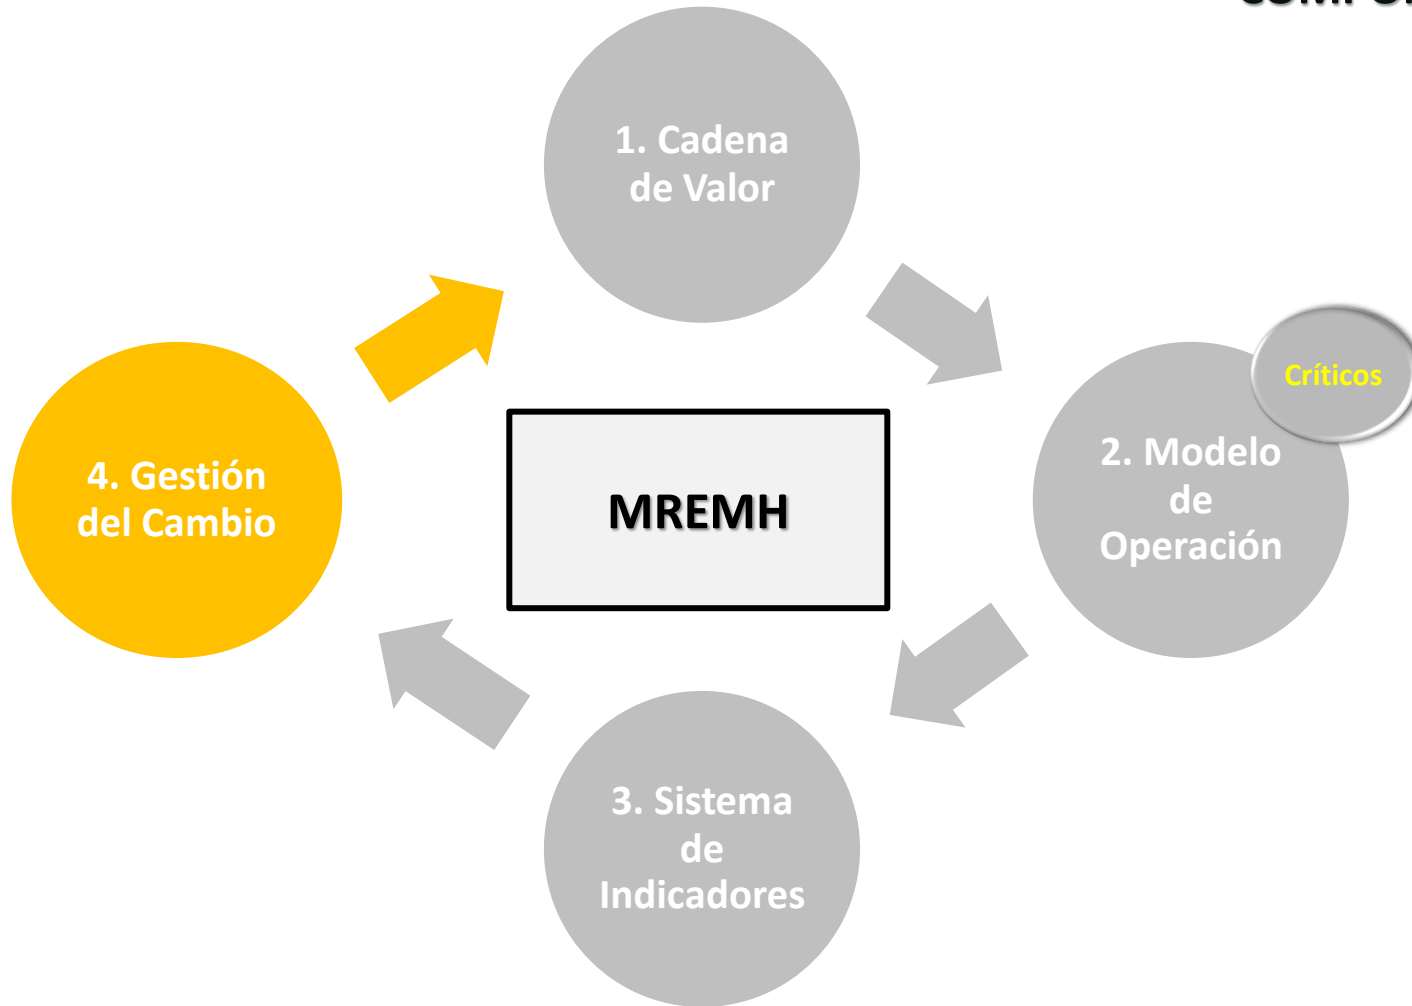 1. Cadena
de Valor
Críticos
2. Modelo
de
Operación
MREMH
4. Gestión
del Cambio
3. Sistema
de
Indicadores